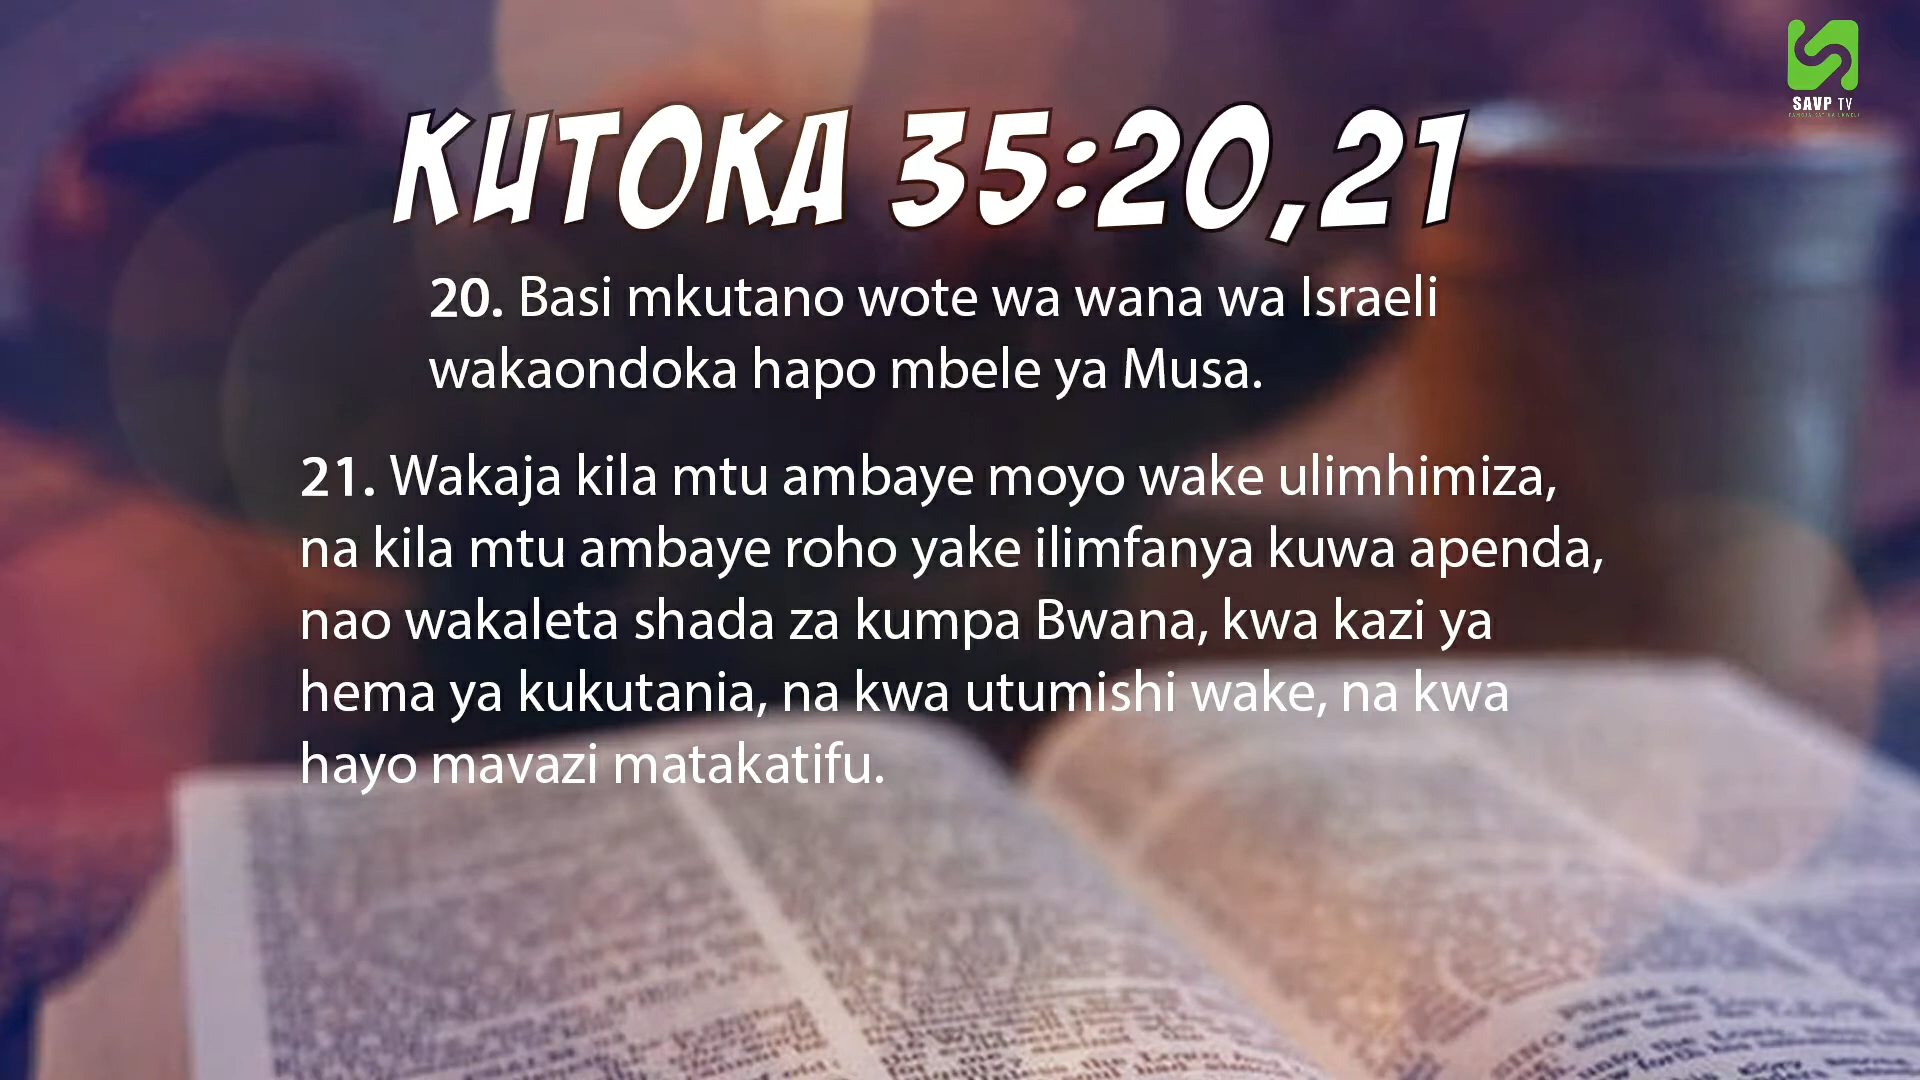 SAVP TV
KUTOKA 35:20,21
20. Basi mkutano wote wa wana wa Israeli
wakaondoka hapo mbele ya Musa.
21. Wakaja kila mtu ambaye moyo wake ulimhimiza,
na kila mtu ambaye roho yake ilimfanya kuwa apenda,
nao wakaleta shada za kumpa Bwana, kwa kazi ya
hema ya kukutania, na kwa utumishi wake, na kwa
hayo mavazi matakatifu.